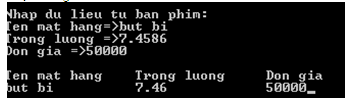 Nhap du lieu tu ban phim:
Ten mat hang=>but bi
Trong luong =>7.4586
Don gia =>50000
Ten mat hang Trong luong Don gia
but bi 7.46 50000_